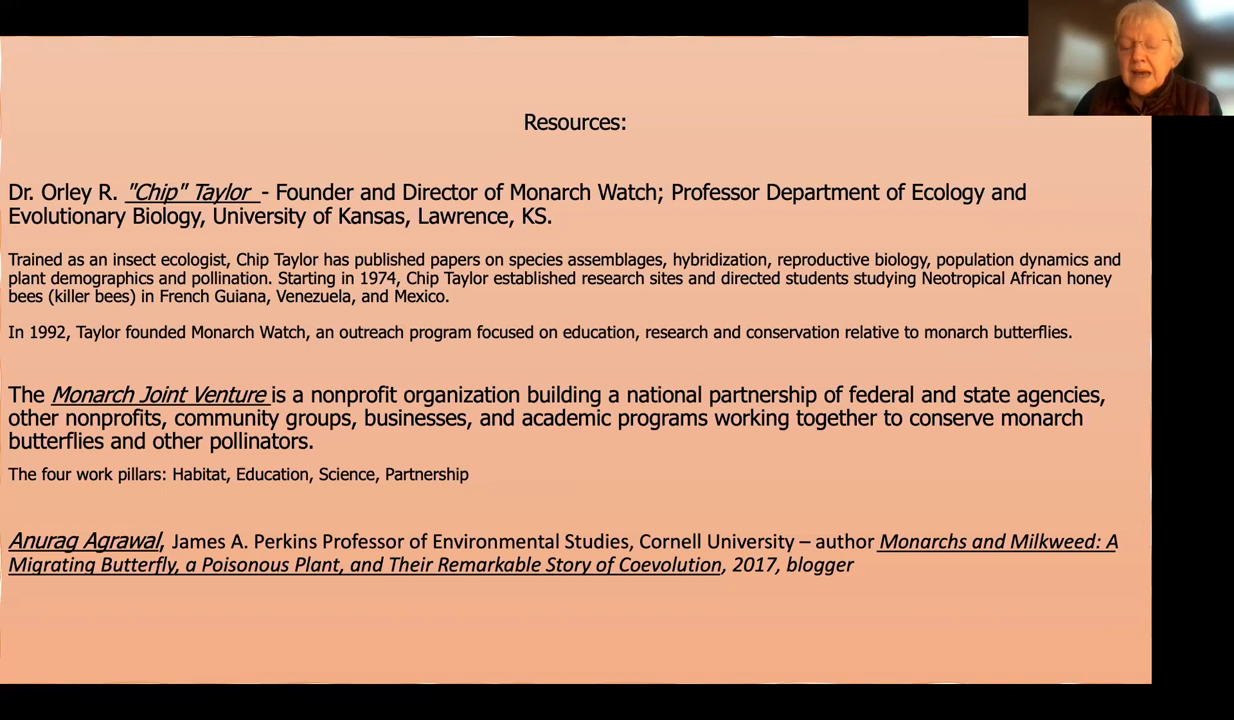 Resources:
Dr. Orley R. "Chip" Taylor - Founder and Director of Monarch Watch; Professor Department of Ecology and
Evolutionary Biology, University of Kansas, Lawrence, KS.
Trained as an insect ecologist, Chip Taylor has published papers on species assemblages, hybridization, reproductive biology, population dynamics and
plant demographics and pollination. Starting in 1974, Chip Taylor established research sites and directed students studying Neotropical African honey
bees (killer bees) in French Guiana, Venezuela, and Mexico.
In 1992, Taylor founded Monarch Watch, an outreach program focused on education, research and conservation relative to monarch butterflies.
The Monarch Joint Venture is a nonprofit organization building a national partnership of federal and state agencies,
other nonprofits, community groups, businesses, and academic programs working together to conserve monarch
butterflies and other pollinators.
The four work pillars: Habitat, Education, Science, Partnership
Anurag Agrawal, James A. Perkins Professor of Environmental Studies, Cornell University – author Monarchs and Milkweed: A
Migrating Butterfly, a Poisonous Plant, and Their Remarkable Story of Coevolution, 2017, blogger